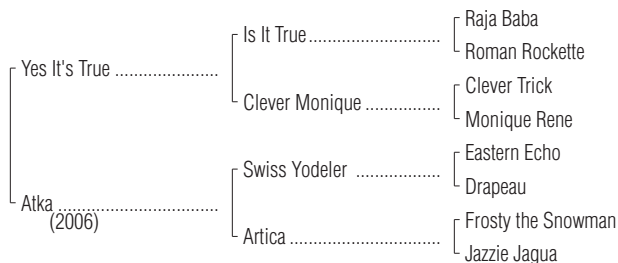 Raja Baba
Is It True
Roman Rockette
Yes It's True
Clever Trick
Clever Monique
Monique Rene
Eastern Echo
Swiss Yodeler
Drapeau
Atka
(2006)
Frosty the Snowman
Artica
Jazzie Jagua